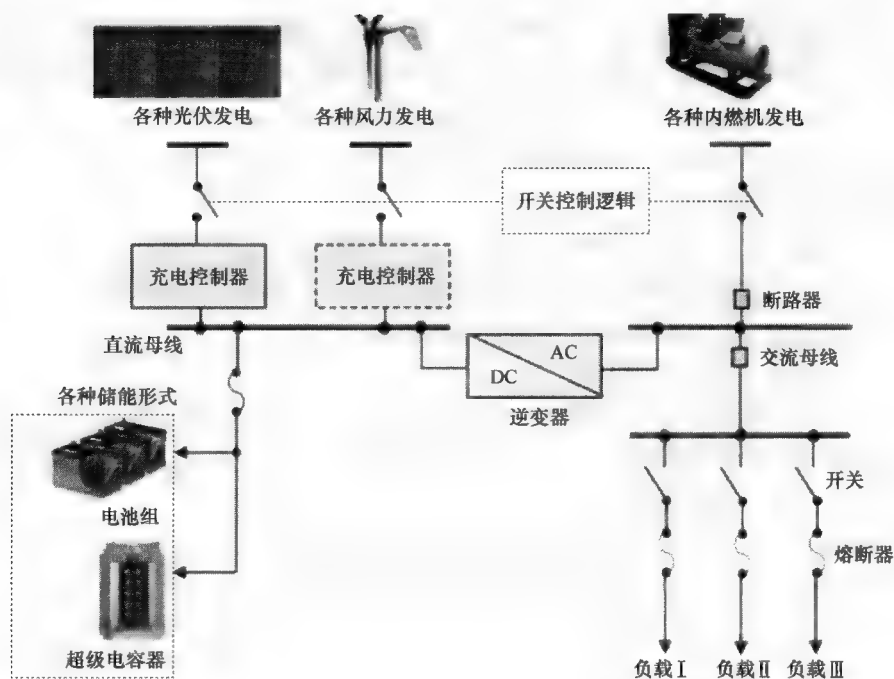 各种光伏发电
各种风力发电
各种内燃机发电
开关控制逻辑
充电控制器
充电控制器
断路器
直流母线
交流母线
AC
DC
逆变器
各种储能形式
电池组
开关
熔断器
超级电容器
负载Ⅰ
负载Ⅱ
负载Ⅲ